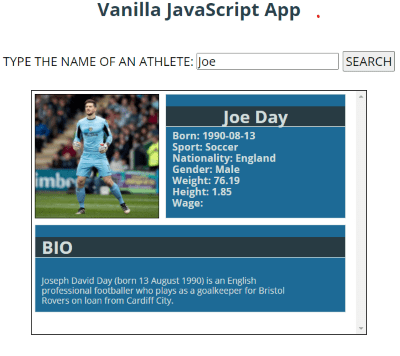 Vanilla JavaScript App .
TYPE THE NAME OF AN ATHLETE: Joe SEARCH
Joe Day
Born: 1990-08-13
Sport: Soccer
Nationality: England
Gender: Male
Weight: 76.19
Height: 1.85
Wage:
BIO
Joseph David Day (born 13 August 1990) is an English
professional footballer who plays as a goalkeeper for Bristol
Rovers on loan from Cardiff City.